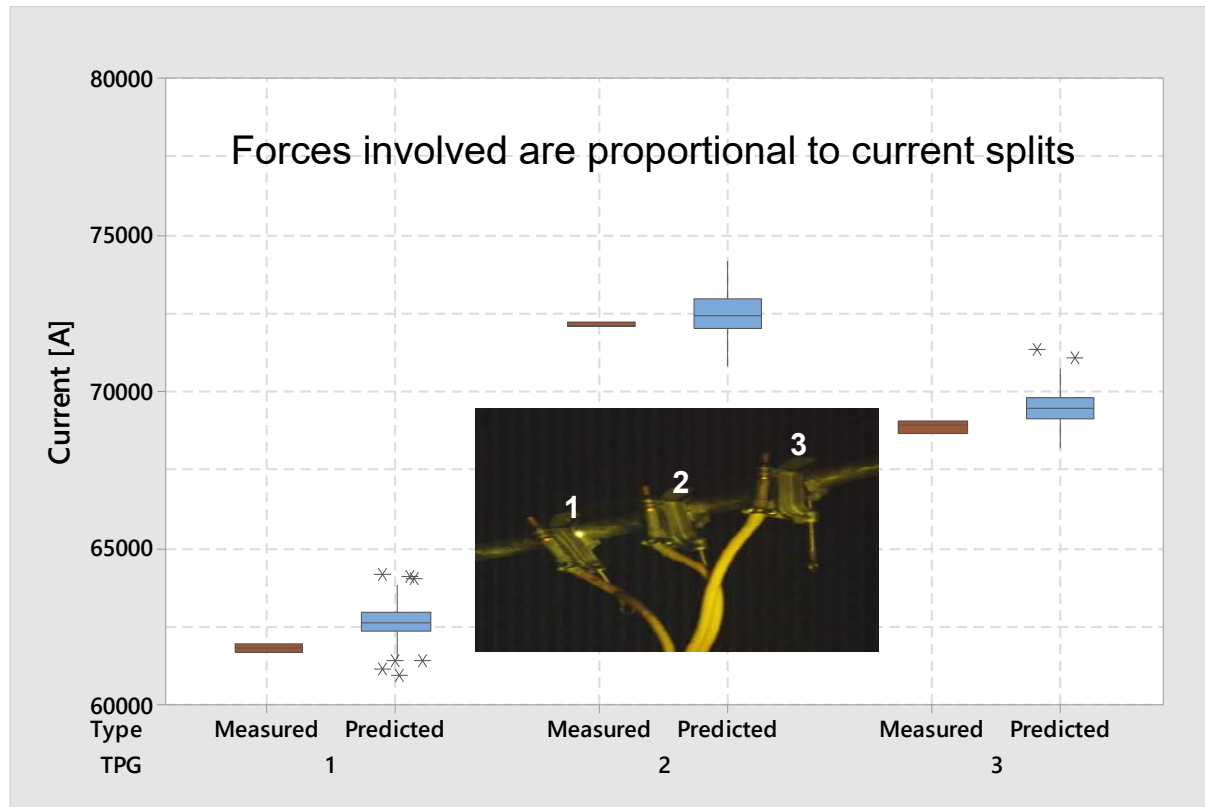 80000
Forces involved are proportional to current splits
75000
70000
65000
60000
Current [A]
1
2
3
Type Measured Predicted Measured Predicted Measured Predicted
TPG 1 2 3